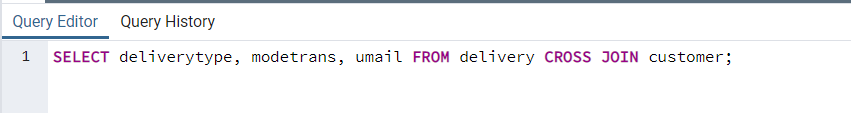 Query Editor Query History
1 SELECT deliverytype, modetrans, umail FROM delivery CROSS JOIN customer;